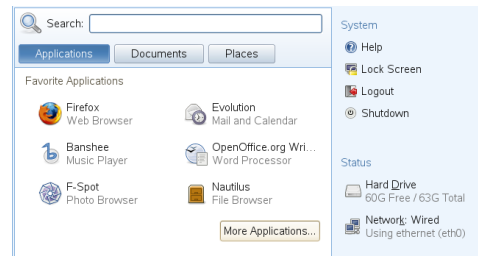 Search:
Applications Documents Places
Favorite Applications
Firefox
Web Browser
Evolution
Mail and Calendar
Banshee
Music Player
OpenOffice.org Wri...
Word Processor
F-Spot
Photo Browser
Nautilus
File Browser
More Applications...
System
Help
Lock Screen
Logout
Shutdown
Status
Hard Drive
60G Free / 63G Total
Network: Wired
Using ethernet (eth0)